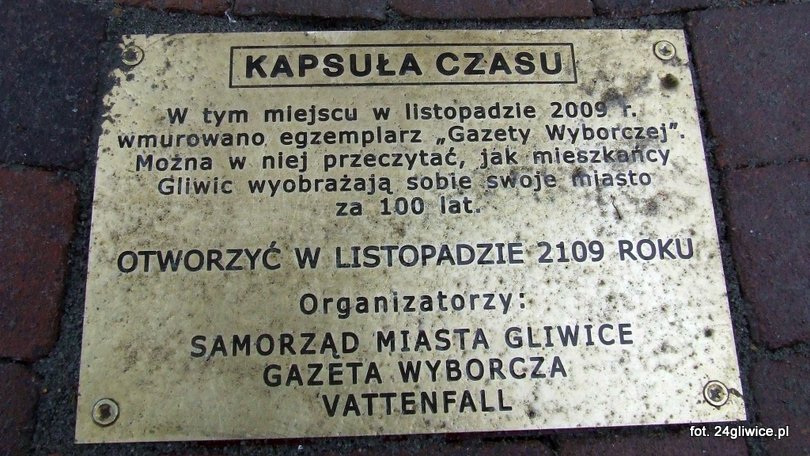 KAPSUŁA CZASU
W tym miejscu w listopadzie 2009 r.
wmurowano egzemplarz „Gazety Wyborczej”.
Można w niej przeczytać, jak mieszkańcy
Gliwic wyobrażają sobie swoje miasto
za 100 lat.
OTWORZYĆ W LISTOPADZIE 2109 ROKU
Organizatorzy:
SAMORZĄD MIASTA GLIWICE
GAZETA WYBORCZA
VATTENFALL
fot. 24gliwice.pl